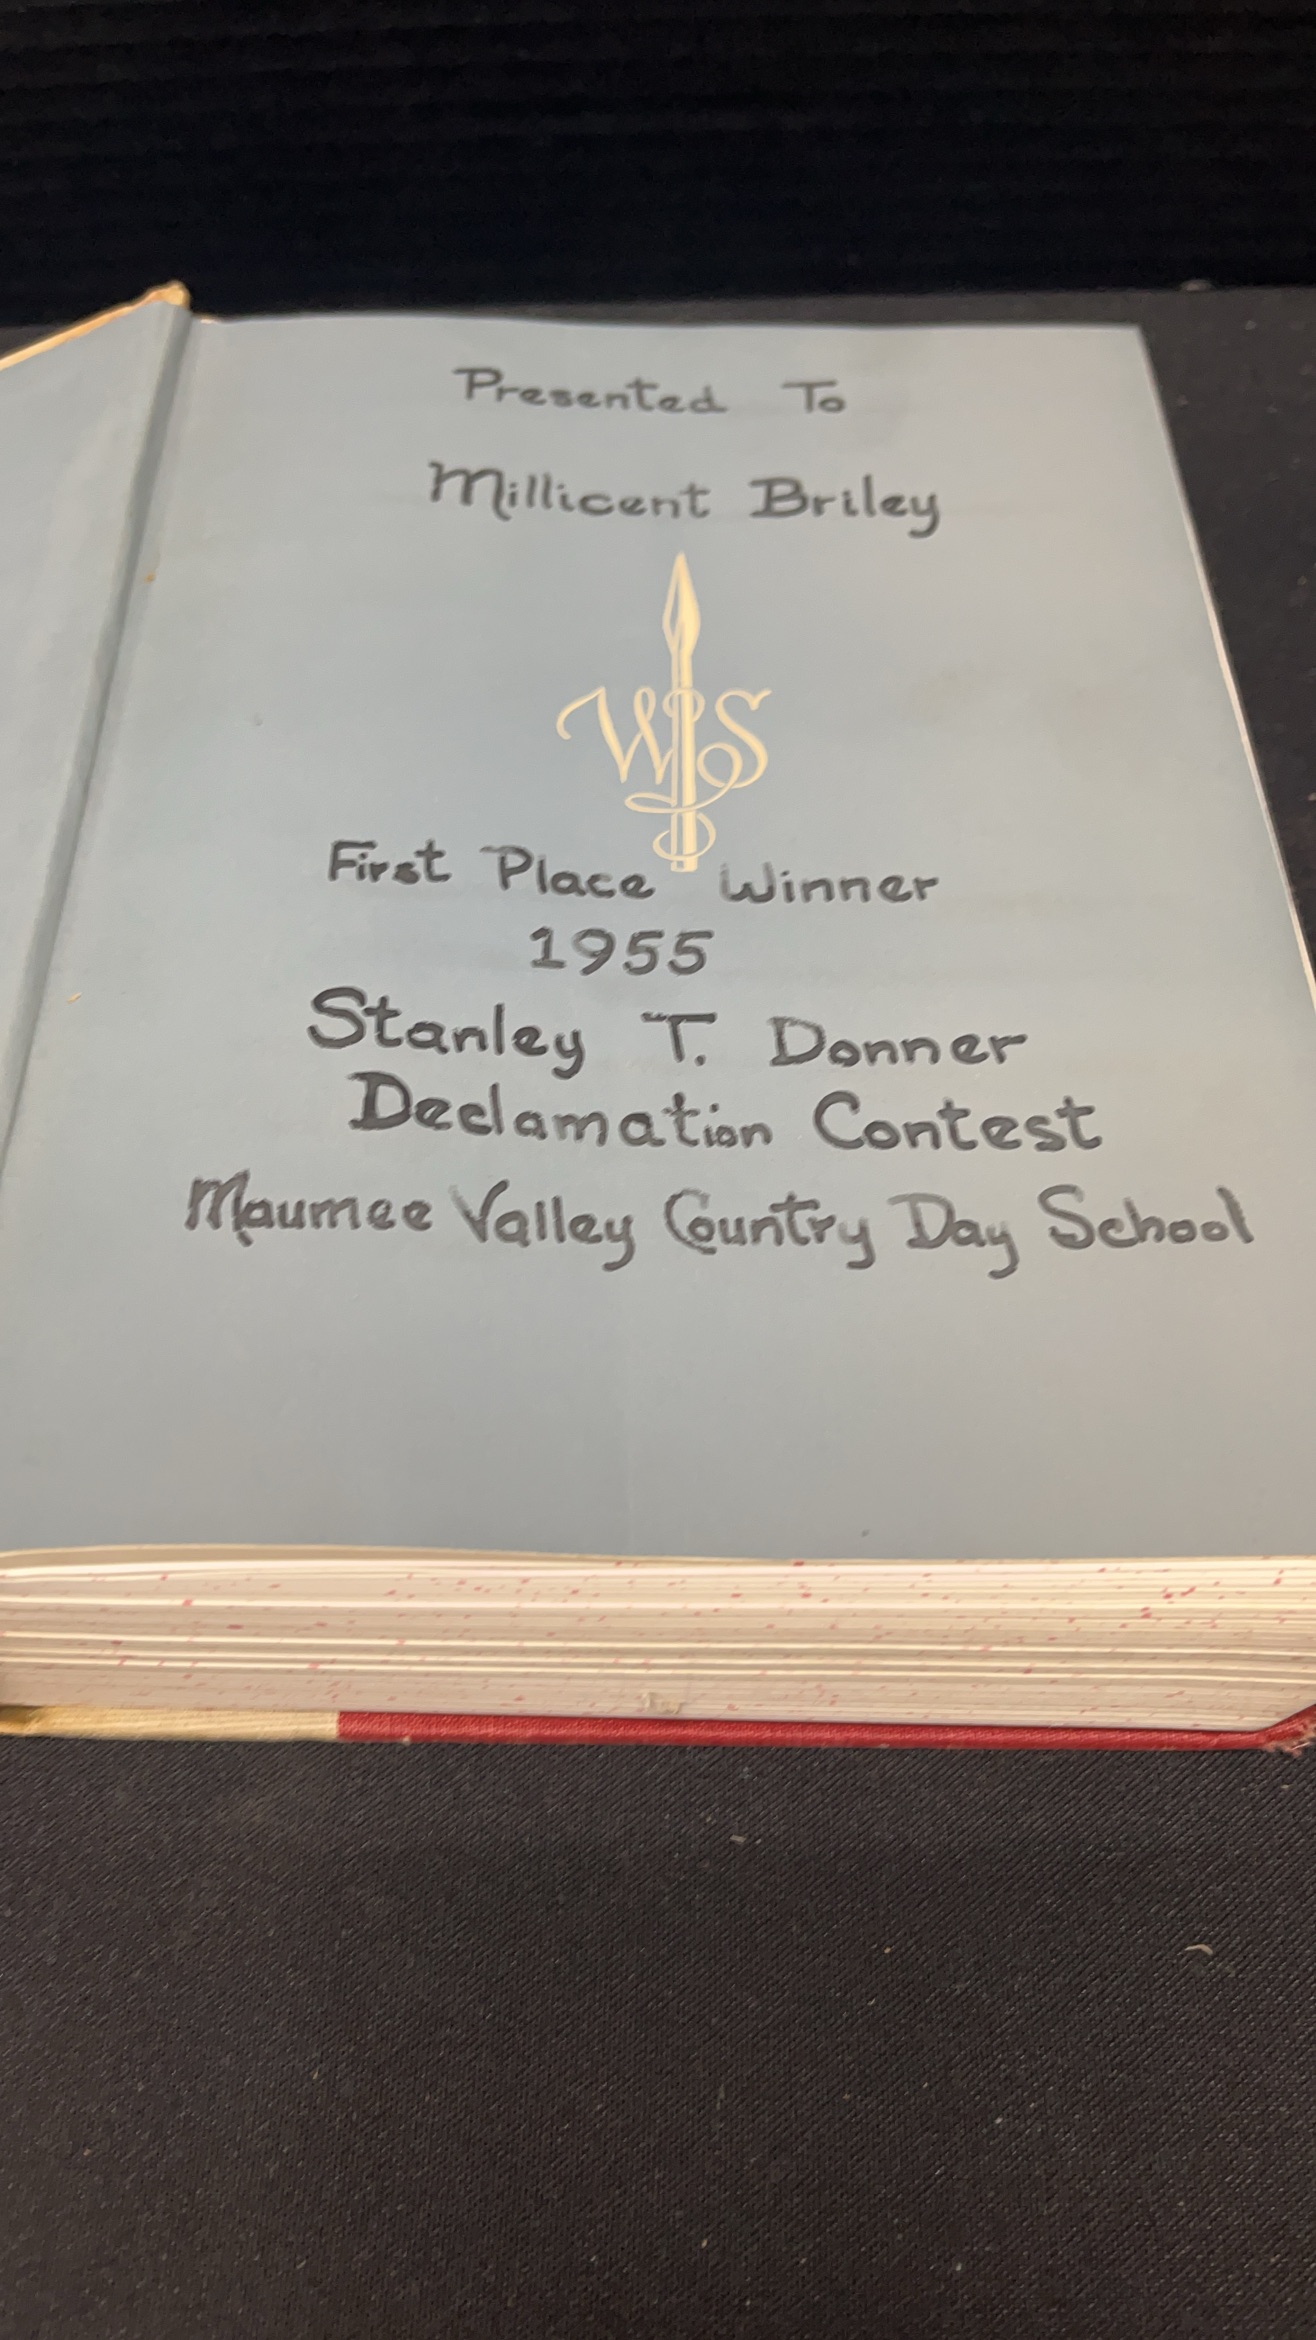 Presented To
Millicent Briley
WS
First Place Winner
1955
Stanley T. Donner
Declamation Contest
Maumee Valley Country Day School